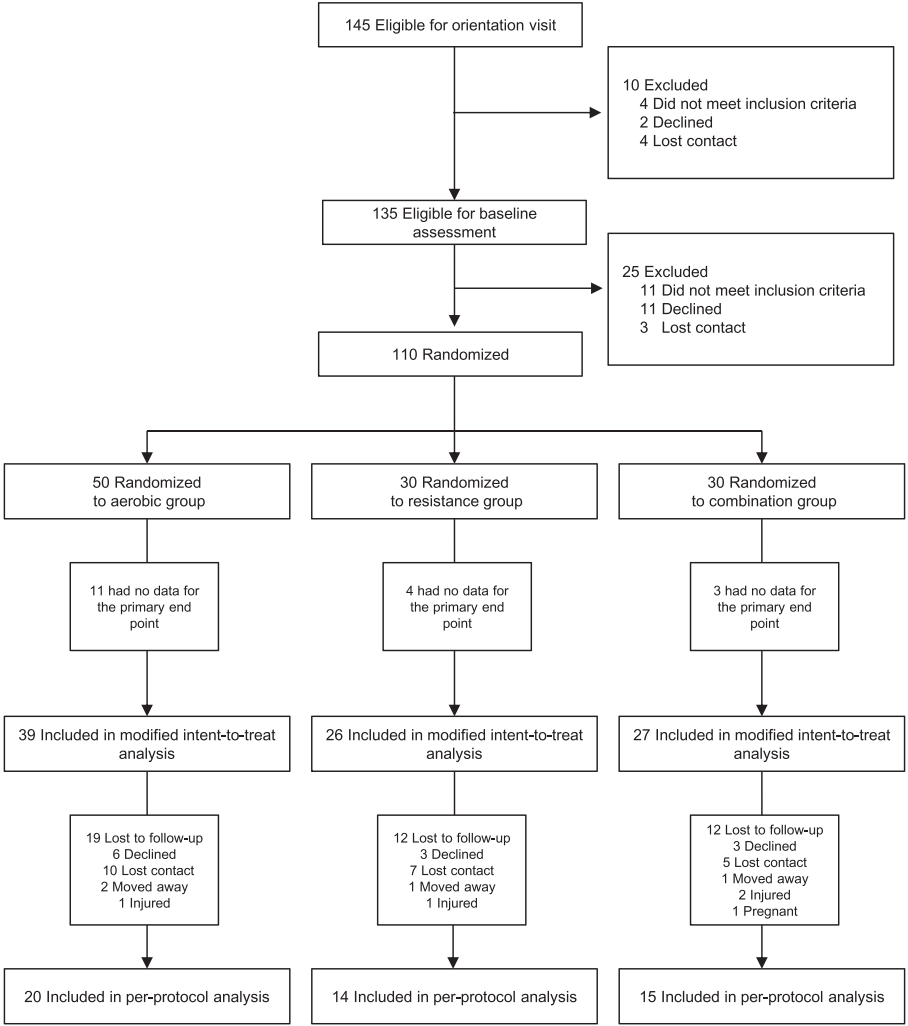 145 Eligible for orientation visit
10 Excluded
4 Did not meet inclusion criteria
2 Declined
4 Lost contact
135 Eligible for baseline
assessment
25 Excluded
11 Did not meet inclusion criteria
11 Declined
3 Lost contact
110 Randomized
50 Randomized
to aerobic group
30 Randomized
to resistance group
30 Randomized
to combination group
11 had no data for
the primary end
point
4 had no data for
the primary end
point
3 had no data for
the primary end
point
39 Included in modified intent-to-treat
analysis
26 Included in modified intent-to-treat
analysis
27 Included in modified intent-to-treat
analysis
19 Lost to follow-up
6 Declined
10 Lost contact
2 Moved away
1 Injured
12 Lost to follow-up
3 Declined
7 Lost contact
1 Moved away
1 Injured
12 Lost to follow-up
3 Declined
5 Lost contact
1 Moved away
2 Injured
1 Pregnant
20 Included in per-protocol analysis
14 Included in per-protocol analysis
15 Included in per-protocol analysis